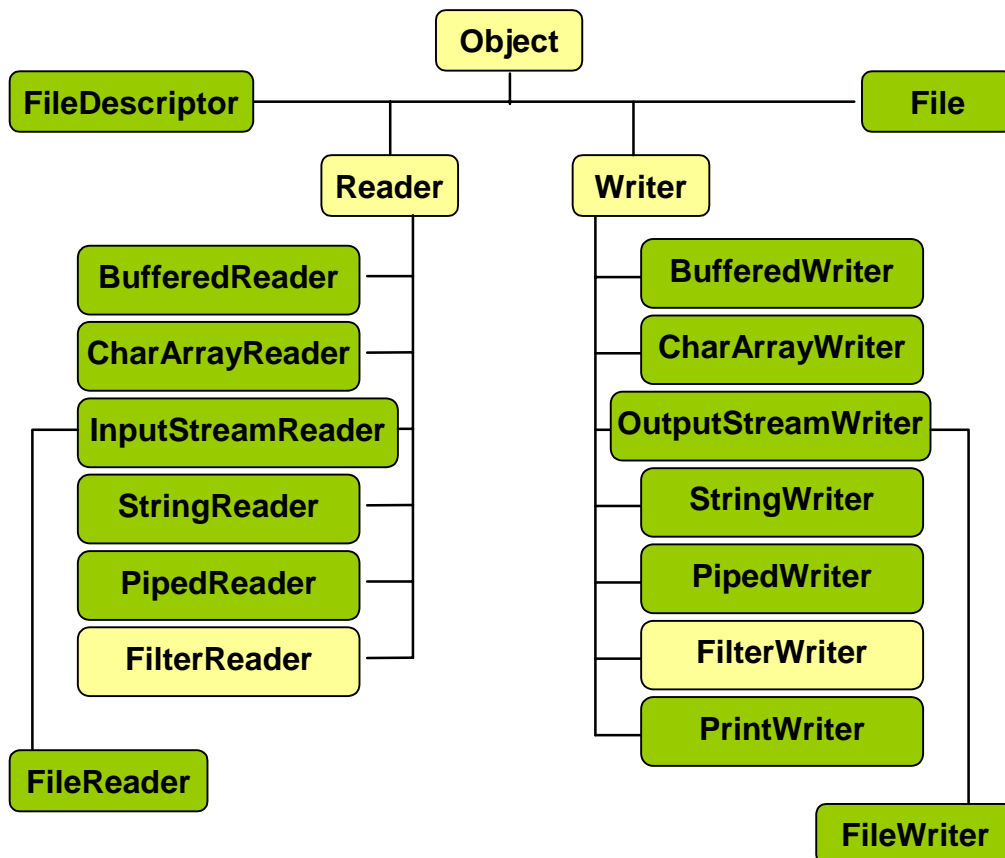 Object
FileDescriptor
File
Reader
Writer
BufferedReader
BufferedWriter
CharArrayReader
CharArrayWriter
InputStreamReader
OutputStreamWriter
StringReader
StringWriter
PipedReader
PipedWriter
FilterReader
FilterWriter
PrintWriter
FileReader
FileWriter